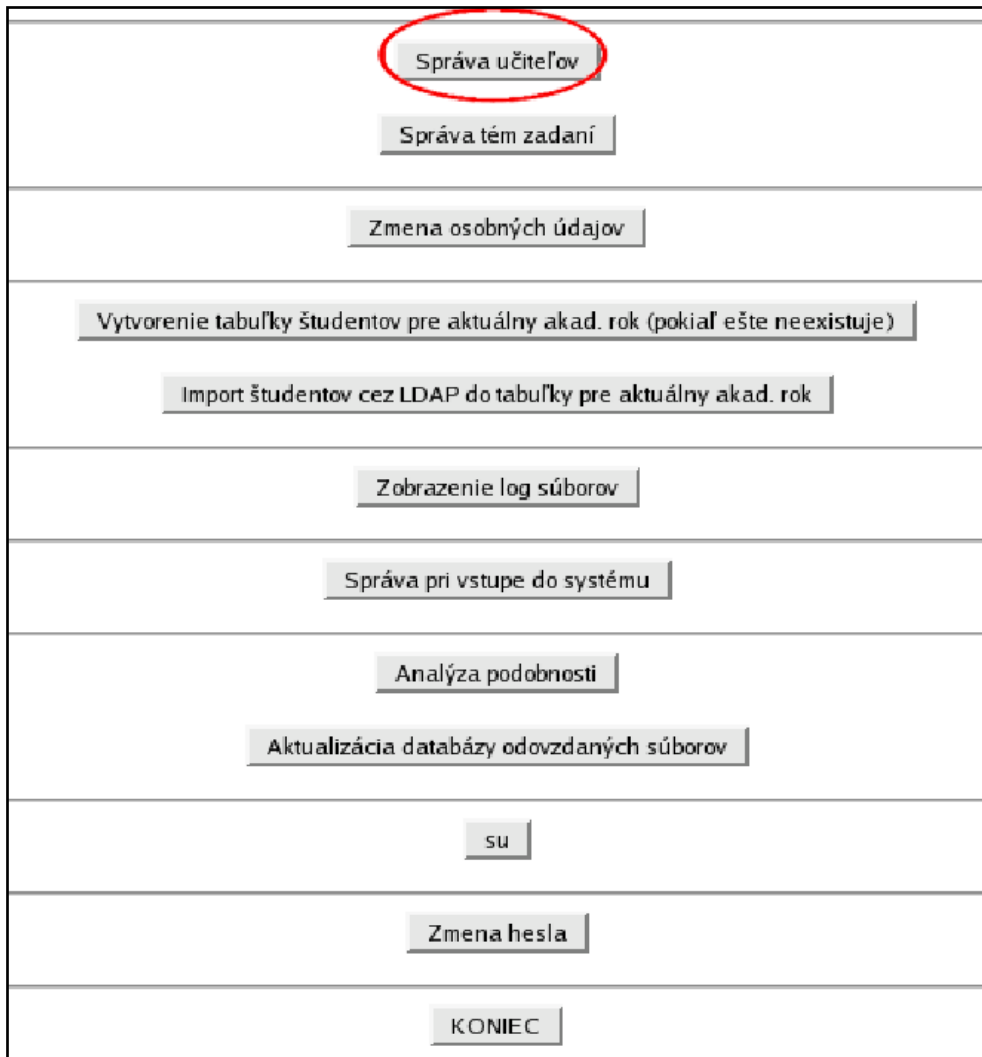 Správa učiteľov
Správa tém zadaní
Zmena osobných údajov
Vytvorenie tabuľky študentov pre aktuálny akad. rok (pokiaľ ešte neexistuje)
Import študentov cez LDAP do tabuľky pre aktuálny akad. rok
Zobrazenie log súborov
Správa pri vstupe do systému
Analýza podobnosti
Aktualizácia databázy odovzdaných súborov
su
Zmena hesla
KONIEC